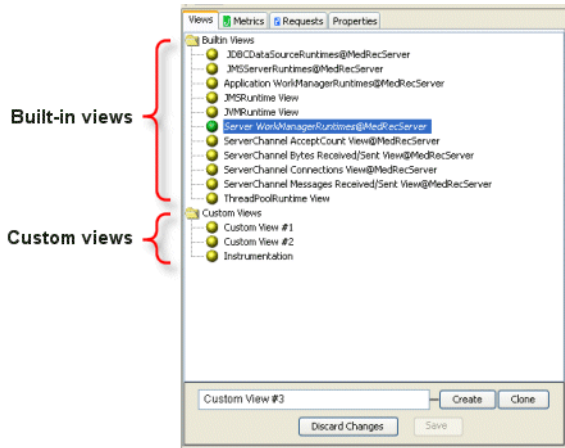 Views Metrics Requests Properties
Builtin Views
JDBCDataSourceRuntimes@MedRecServer
JMSServerRuntimes@MedRecServer
Application WorkManagerRuntimes@MedRecServer
JMSRuntime View
JVMRuntime View
Server WorkManagerRuntimes@MedRecServer
ServerChannel AcceptCount View@MedRecServer
ServerChannel Bytes Received/Sent View@MedRecServer
ServerChannel Connections View@MedRecServer
ServerChannel Messages Received/Sent View@MedRecServer
ThreadPoolRuntime View
Built-in views
Custom Views
Custom View #1
Custom View #2
Instrumentation
Custom views
Custom View #3 Create Clone
Discard Changes Save